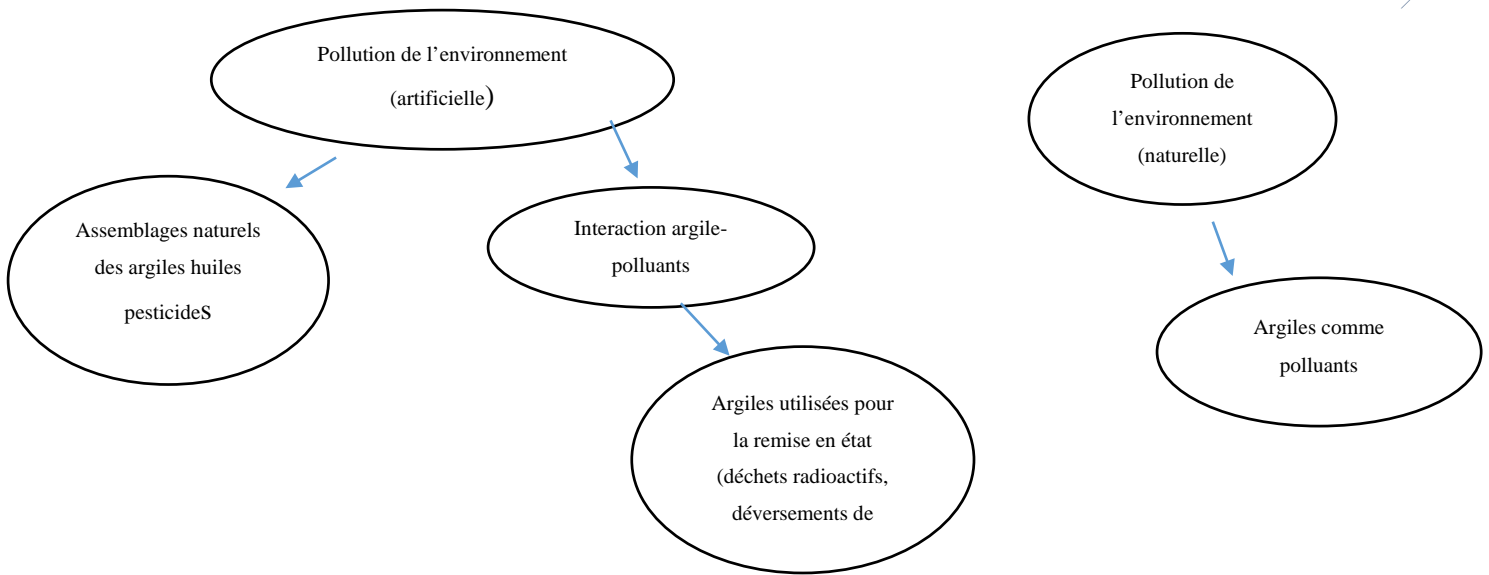 Pollution de l’environnement
(artificielle)
Pollution de
l’environnement
(naturelle)
Assemblages naturels
des argiles huiles
pesticideS
Interaction argile-
polluants
Argiles comme
polluants
Argiles utilisées pour
la remise en état
(déchets radioactifs,
déversements de